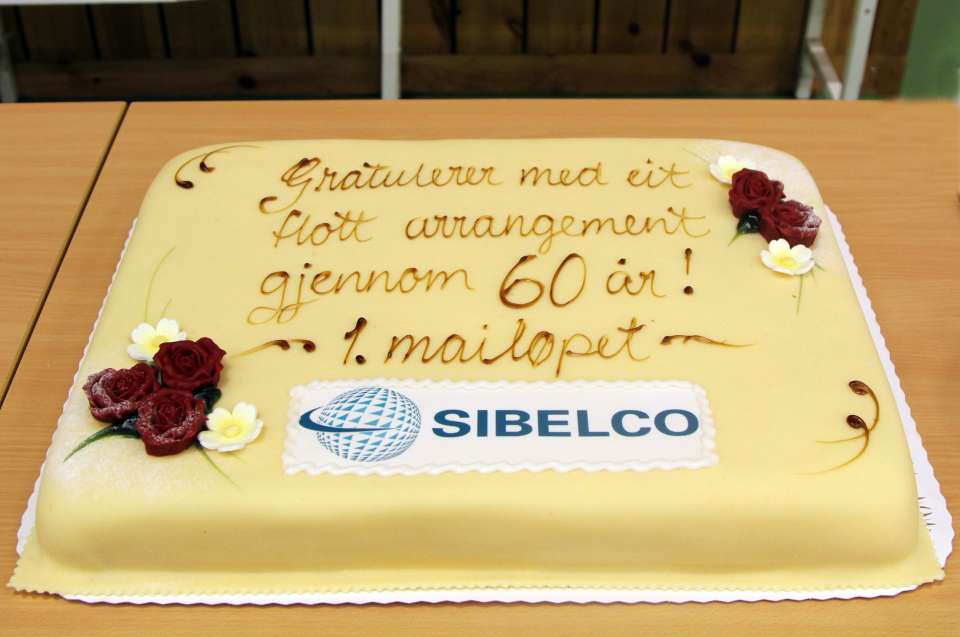 Gratulerer med eit
flott arrangement
gjennom 60 år!
1. mailøpet
SIBELCO